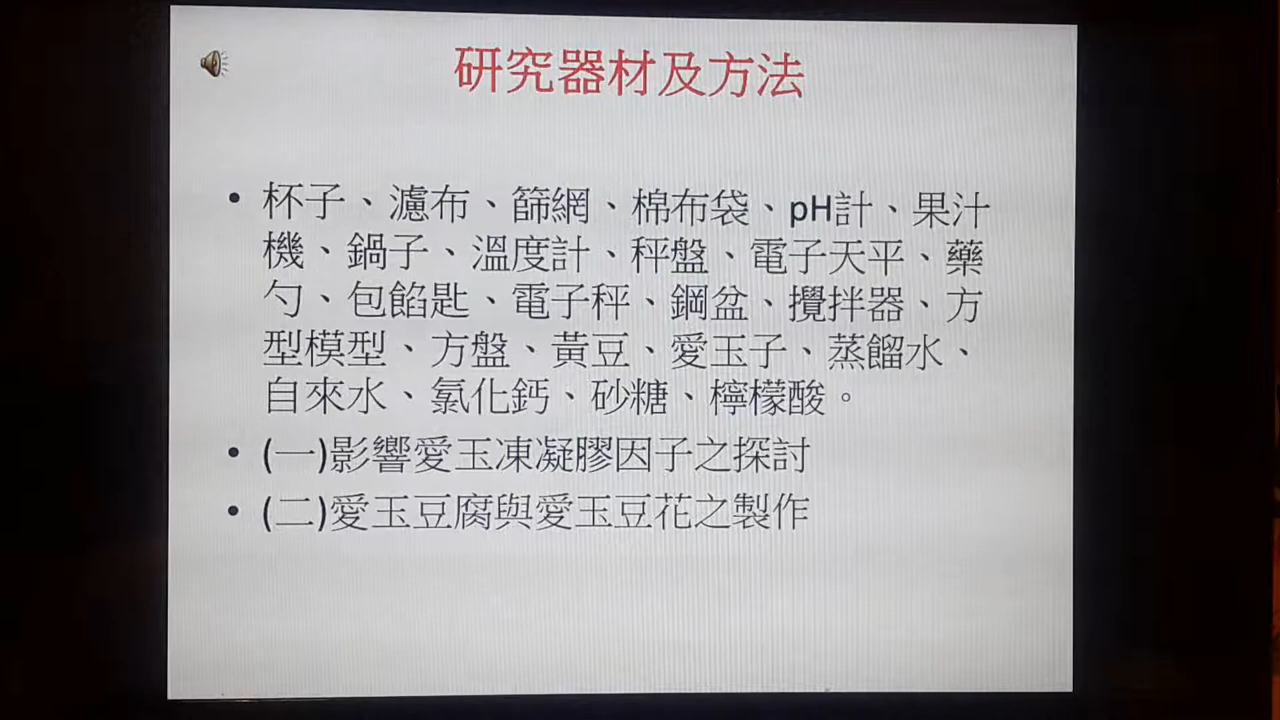 研究器材及方法
• 杯子、濾布、篩網、棉布袋、pH計、果汁
機、鍋子、溫度計、秤盤、電子天平、藥
勺、包餡匙、電子秤、鋼盆、攪拌器、方
型模型、方盤、黃豆、愛玉子、蒸餾水、
自來水、氯化鈣、砂糖、檸檬酸。
• (一)影響愛玉凍凝膠因子之探討
• (二)愛玉豆腐與愛玉豆花之製作